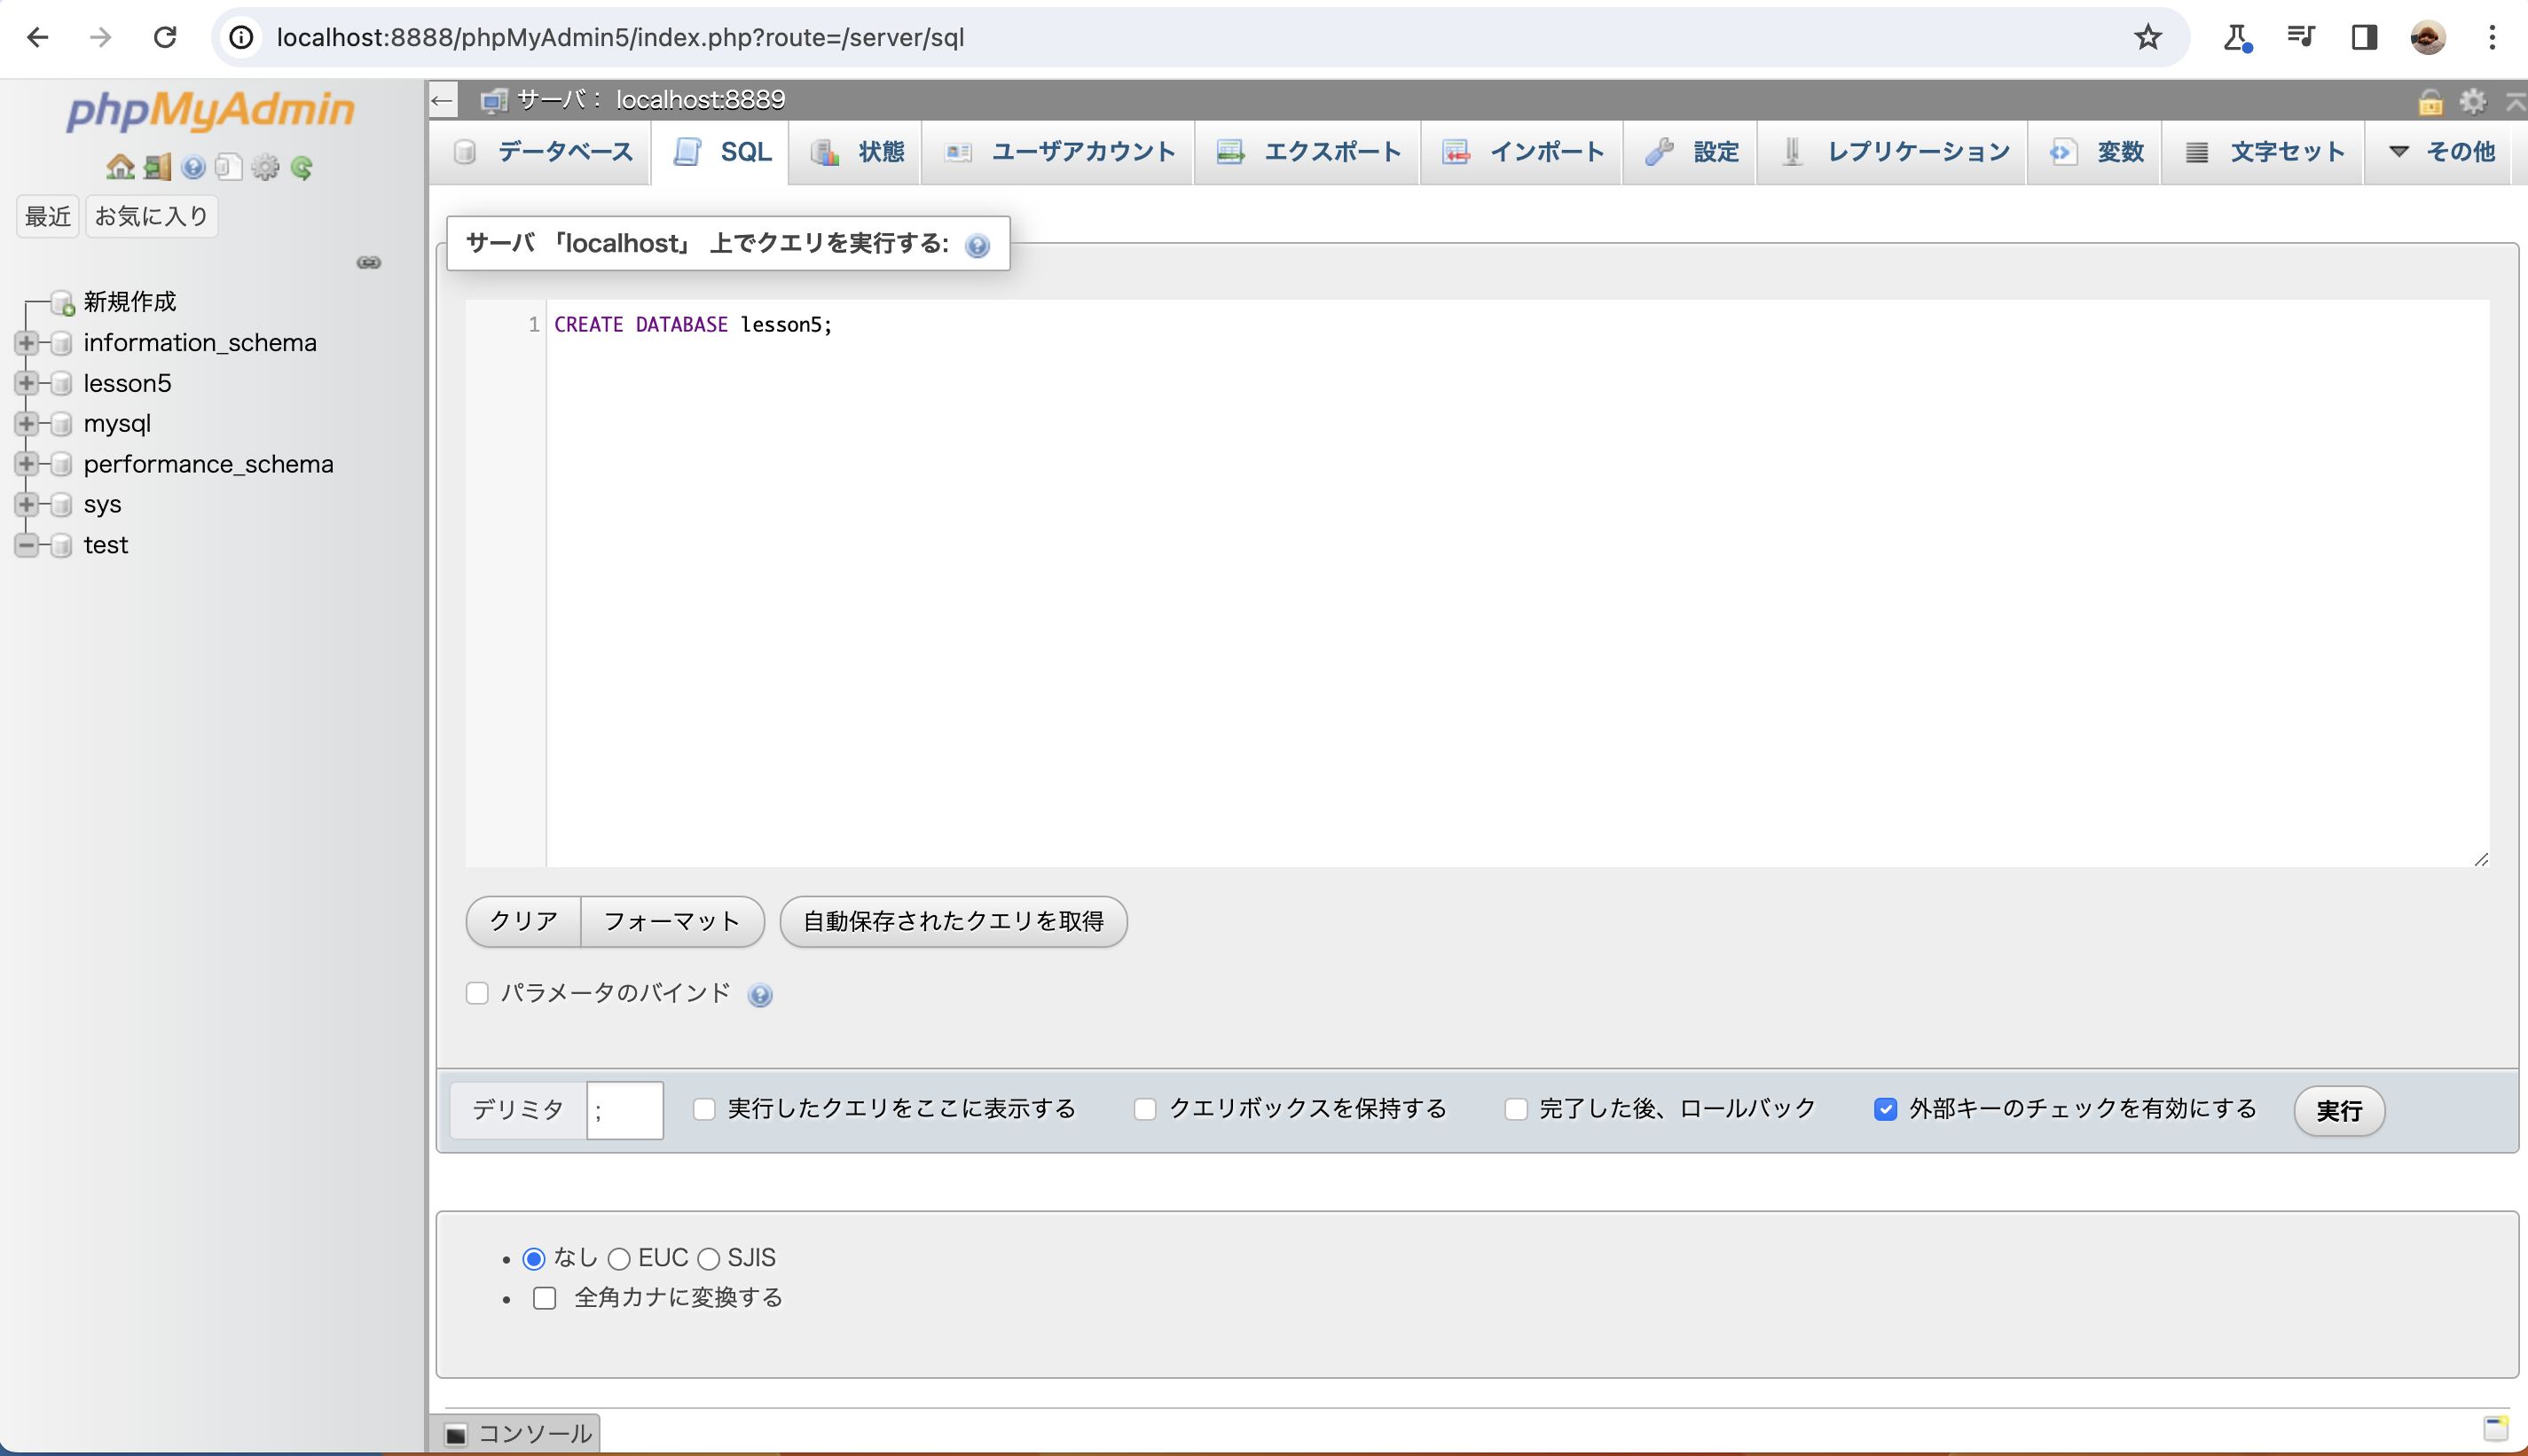 localhost:8888/phpMyAdmin5/index.php?route=/server/sql
phpMyAdmin
最近 お気に入り
新規作成
information_schema
lesson5
mysql
performance_schema
sys
test
サーバ： localhost:8889
データベース SQL 状態 ユーザアカウント エクスポート インポート 設定 レプリケーション 変数 文字セット その他
サーバ 「localhost」 上でクエリを実行する:
1 CREATE DATABASE lesson5;
クリア フォーマット 自動保存されたクエリを取得
パラメータのバインド
デリミタ ; 実行したクエリをここに表示する クエリボックスを保持する 完了した後、ロールバック 外部キーのチェックを有効にする 実行
なし EUC SJIS
全角カナに変換する
コンソール